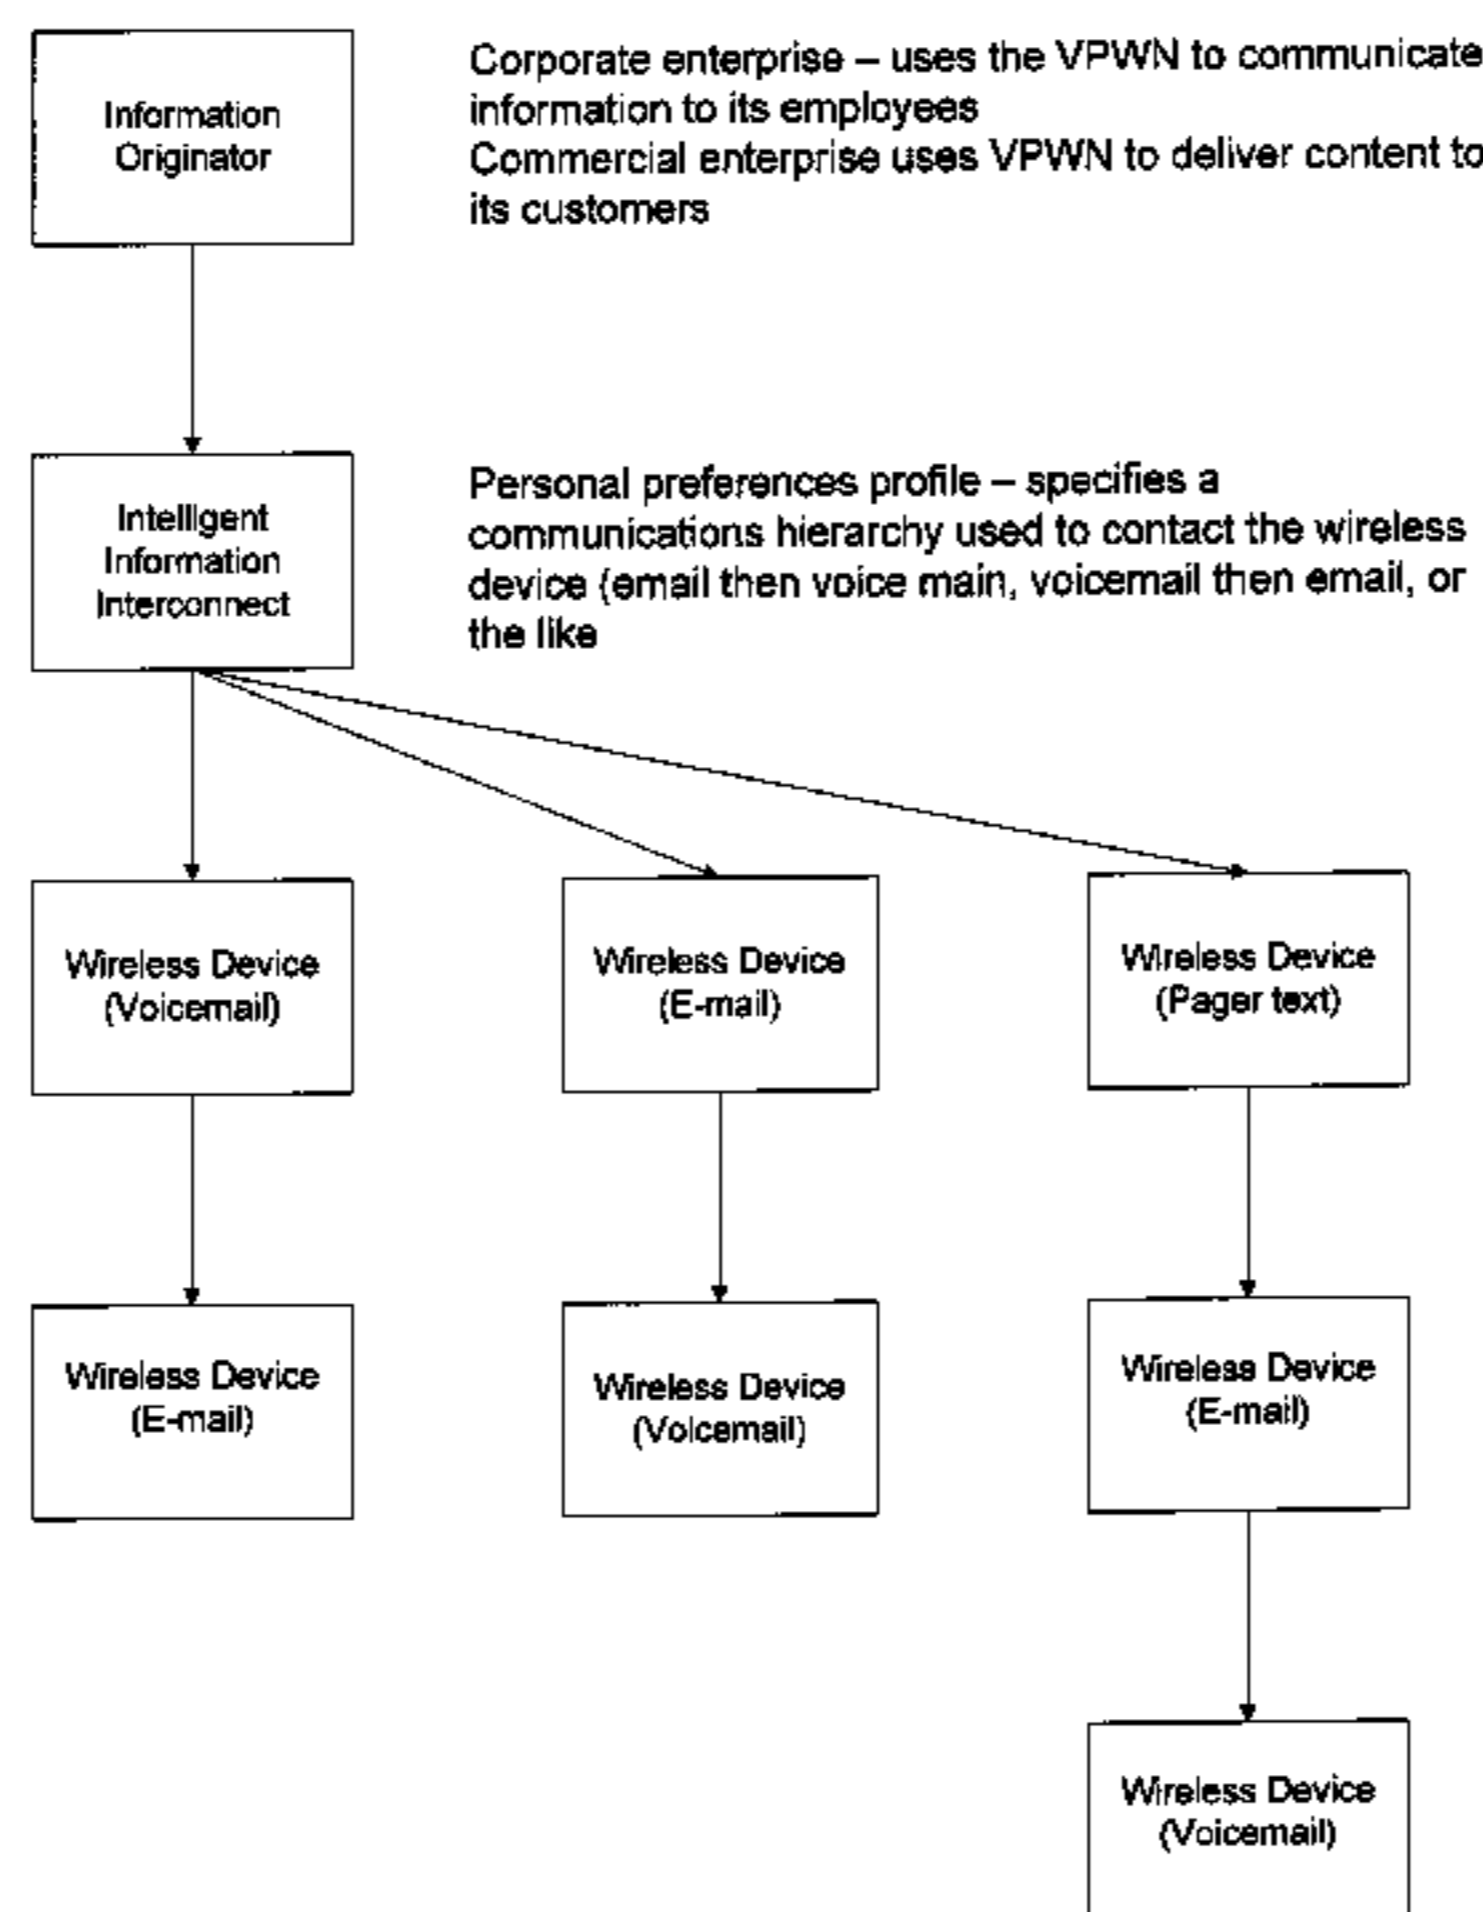 Information
Originator
Corporate enterprise – uses the VPWN to communicate
information to its employees
Commercial enterprise uses VPWN to deliver content to
its customers
Intelligent
Information
Interconnect
Personal preferences profile – specifies a
communications hierarchy used to contact the wireless
device (email then voice main, voicemail then email, or
the like
Wireless Device
(Voicemail)
Wireless Device
(E-mail)
Wireless Device
(Pager text)
Wireless Device
(E-mail)
Wireless Device
(Voicemail)
Wireless Device
(E-mail)
Wireless Device
(Voicemail)